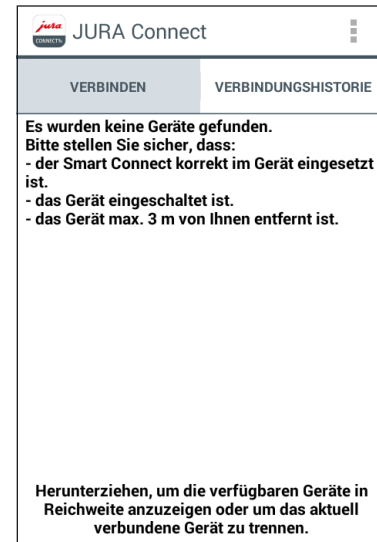 jura
CONNECT
JURA Connect
VERBINDEN
VERBINDUNGSHISTORIE
Es wurden keine Geräte gefunden.
Bitte stellen Sie sicher, dass:
- der Smart Connect korrekt im Gerät eingesetzt
ist.
- das Gerät eingeschaltet ist.
- das Gerät max. 3 m von Ihnen entfernt ist.
Herunterziehen, um die verfügbaren Geräte in
Reichweite anzuzeigen oder um das aktuell
verbundene Gerät zu trennen.